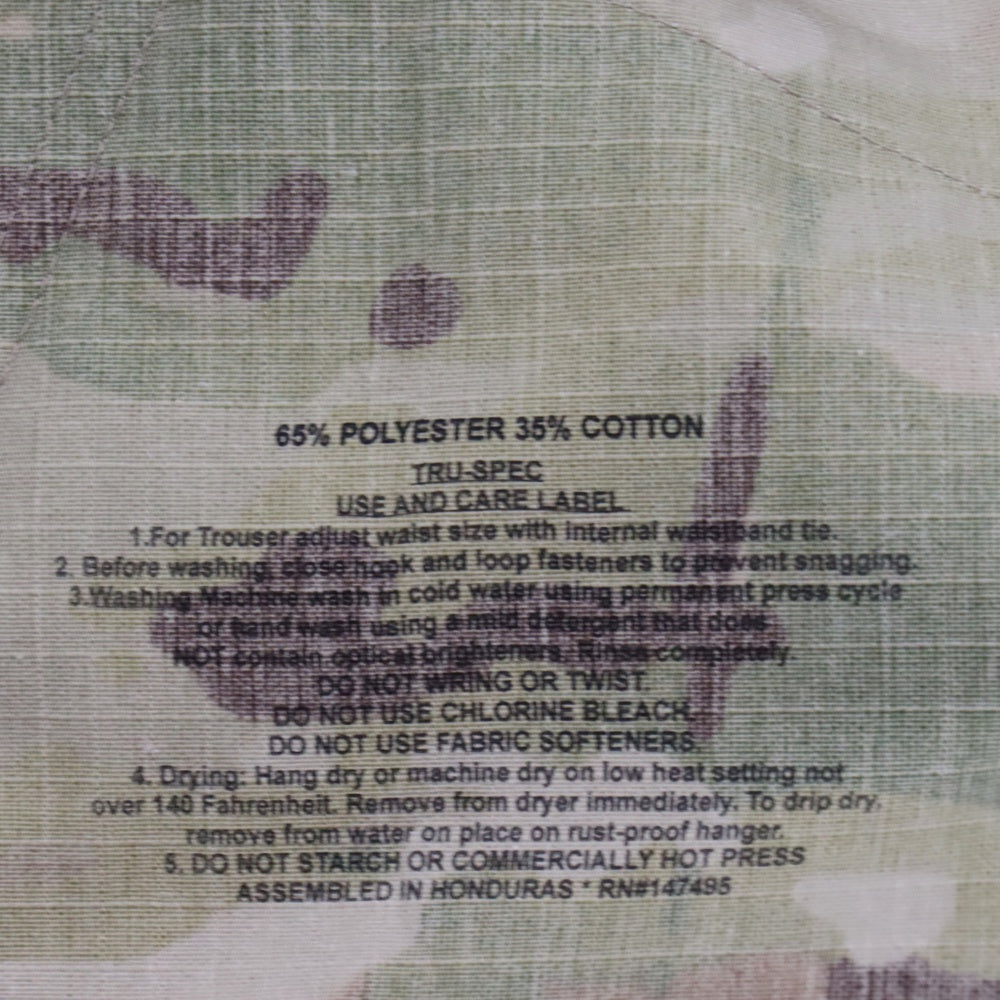 65% POLYESTER 35% COTTON
TRU-SPEC
USE AND CARE LABEL
1.For Trouser adjust waist size with internal waistband tie.
2. Before washing, close hook and loop fasteners to prevent snagging.
3.Washing Machine wash in cold water using permanent press cycle
or hand wash using a mild detergent that does
NOT contain optical brighteners. Rinse completely.
DO NOT WRING OR TWIST.
DO NOT USE CHLORINE BLEACH.
DO NOT USE FABRIC SOFTENERS.
4. Drying: Hang dry or machine dry on low heat setting not
over 140 Fahrenheit. Remove from dryer immediately. To drip dry,
remove from water on place on rust-proof hanger.
5. DO NOT STARCH OR COMMERCIALLY HOT PRESS
ASSEMBLED IN HONDURAS * RN#147495